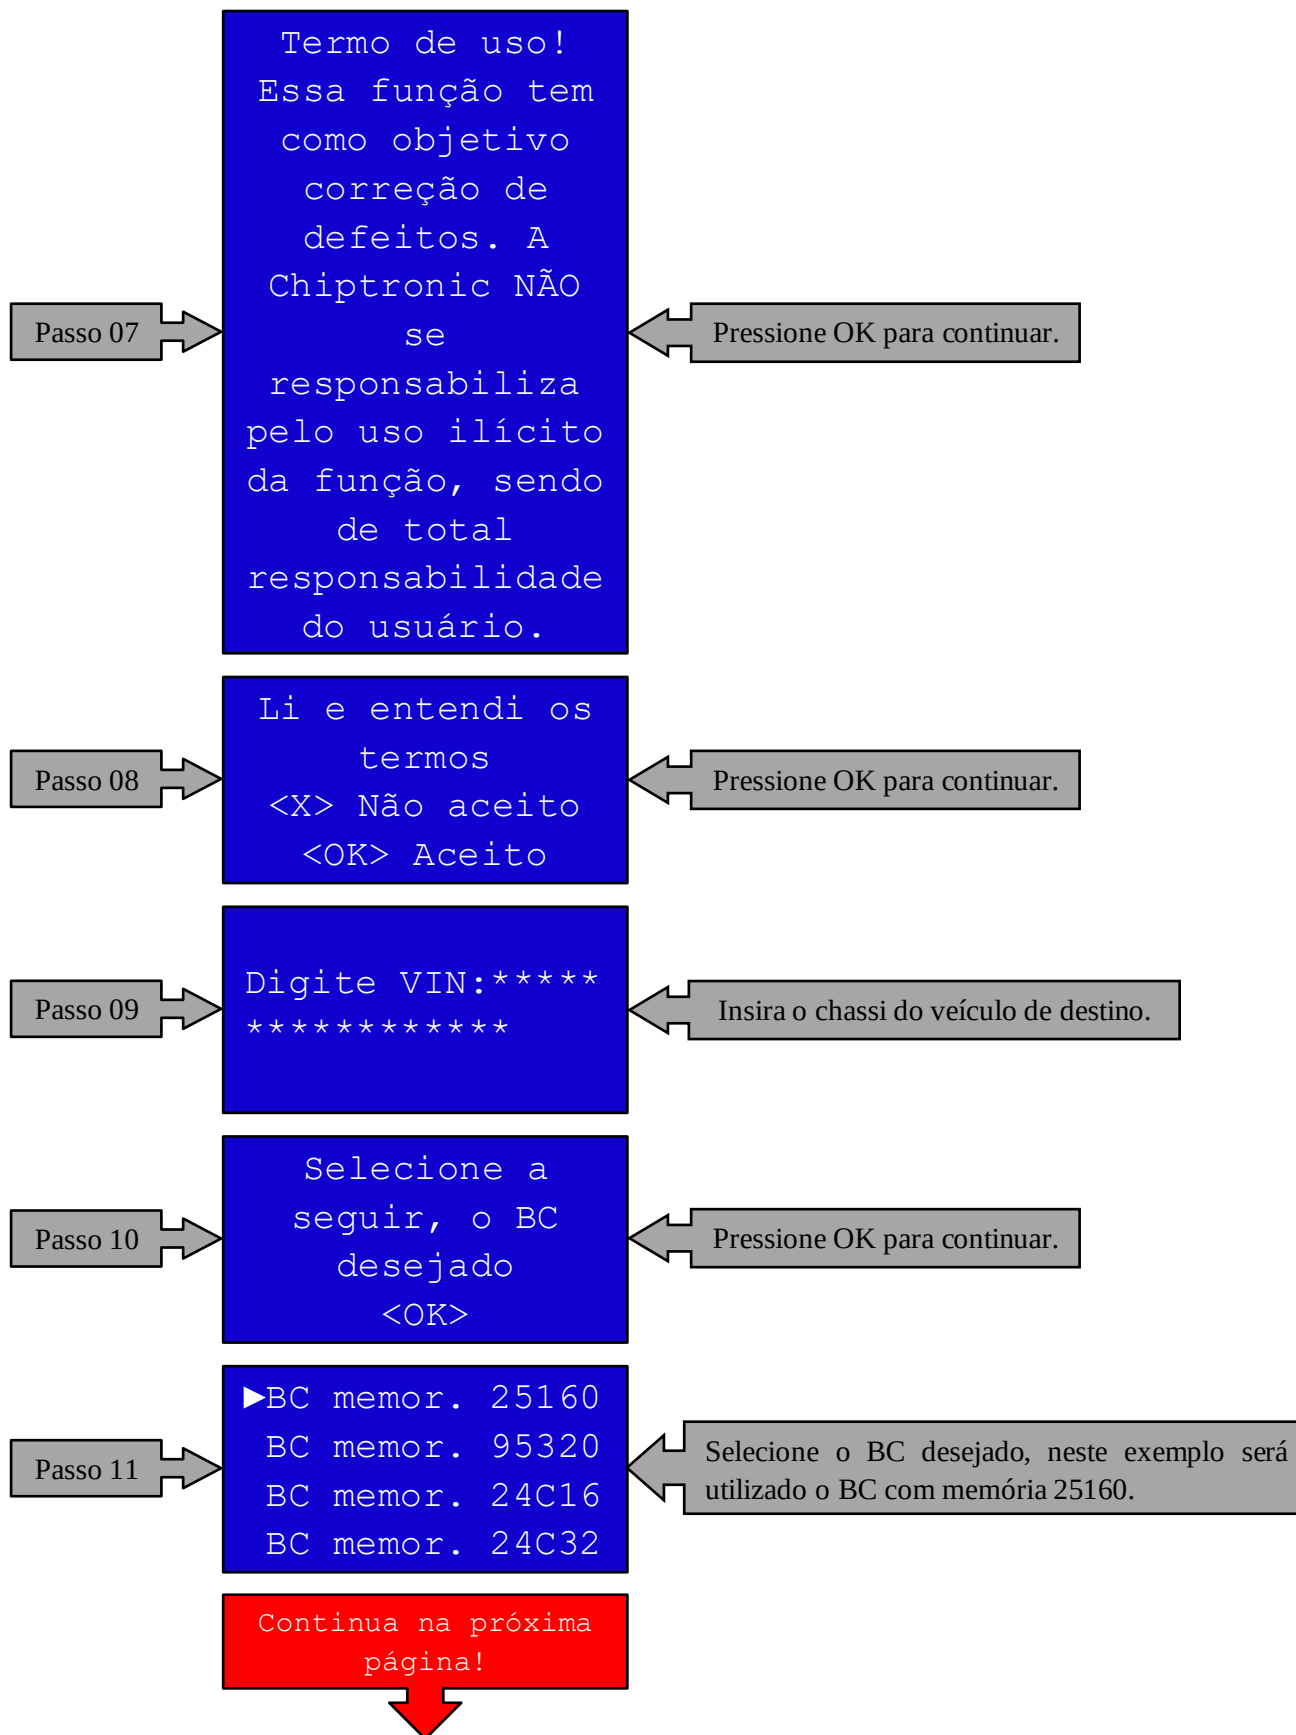 Termo de uso!
Essa função tem
como objetivo
correção de
defeitos. A
Chiptronic NÃO
se
responsabiliza
pelo uso ilícito
da função, sendo
de total
responsabilidade
do usuário.
Passo 07
Pressione OK para continuar.
Li e entendi os
termos
<X> Não aceito
<OK> Aceito
Passo 08
Pressione OK para continuar.
Digite VIN:*****
************
Passo 09
Insira o chassi do veículo de destino.
Selecione a
seguir, o BC
desejado
<OK>
Passo 10
Pressione OK para continuar.
►BC memor. 25160
BC memor. 95320
BC memor. 24C16
BC memor. 24C32
Passo 11
Selecione o BC desejado, neste exemplo será
utilizado o BC com memória 25160.
Continua na próxima
página!